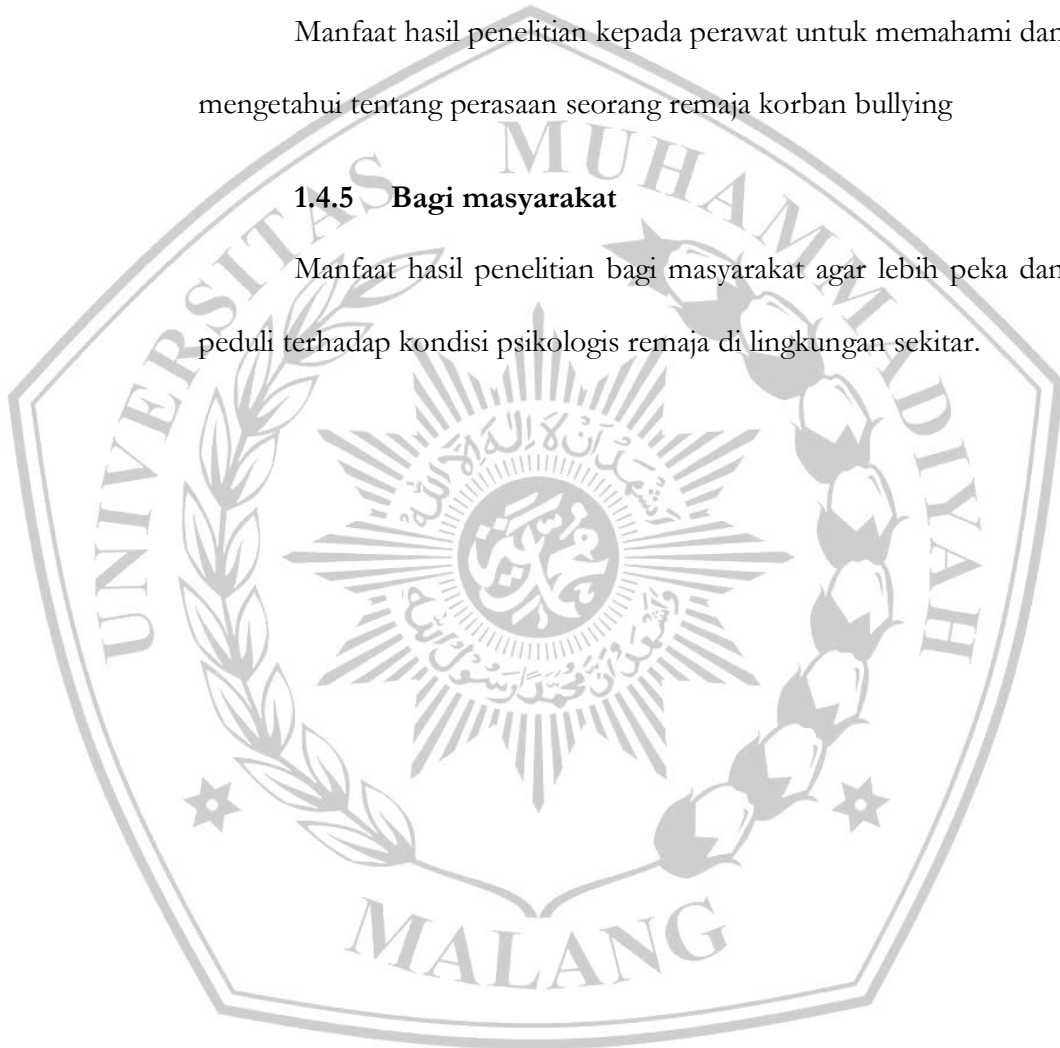 Manfaat hasil penelitian kepada perawat untuk memahami dan
mengetahui tentang perasaan seorang remaja korban bullying
1.4.5 Bagi masyarakat
Manfaat hasil penelitian bagi masyarakat agar lebih peka dan
peduli terhadap kondisi psikologis remaja di lingkungan sekitar.
UNIVERSITAS MUHAMMADIYAH
MALANG